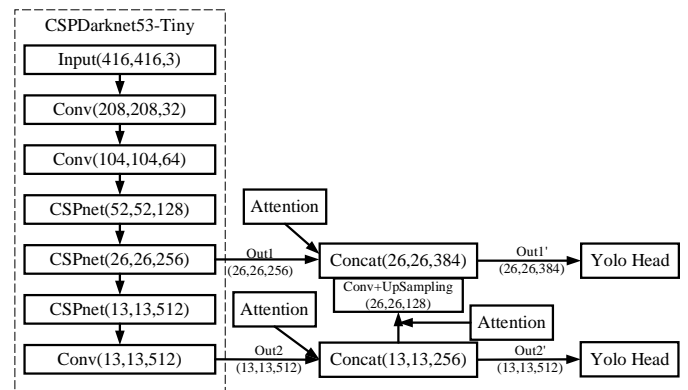 CSPDarknet53-Tiny
Input(416,416,3)
Conv(208,208,32)
Conv(104,104,64)
CSPnet(52,52,128)
CSPnet(26,26,256)
CSPnet(13,13,512)
Conv(13,13,512)
Attention
Out1
(26,26,256)
Concat(26,26,384)
Out1'
(26,26,384)
Yolo Head
Conv+UpSampling
(26,26,128)
Attention
Attention
Out2
(13,13,512)
Concat(13,13,256)
Out2'
(13,13,512)
Yolo Head